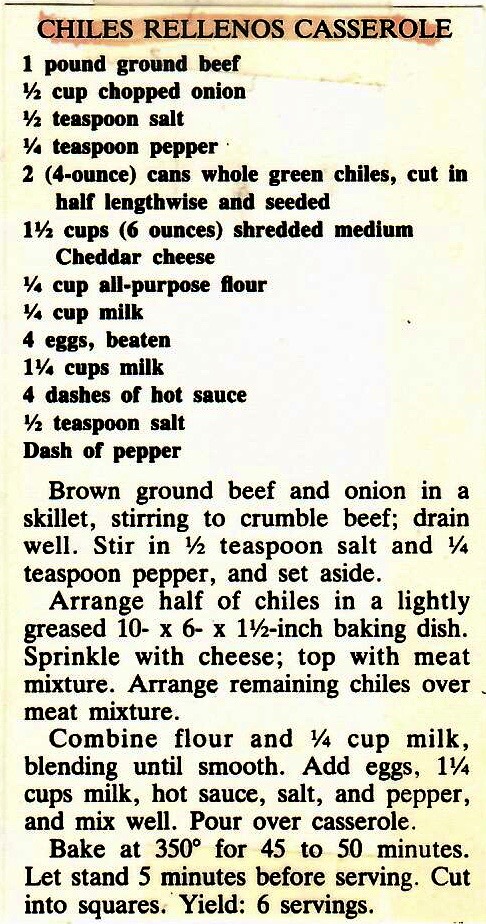 CHILES RELLENOS CASSEROLE
1 pound ground beef
½ cup chopped onion
½ teaspoon salt
¼ teaspoon pepper
2 (4-ounce) cans whole green chiles, cut in
half lengthwise and seeded
1½ cups (6 ounces) shredded medium
Cheddar cheese
¼ cup all-purpose flour
¼ cup milk
4 eggs, beaten
1¼ cups milk
4 dashes of hot sauce
½ teaspoon salt
Dash of pepper
Brown ground beef and onion in a
skillet, stirring to crumble beef; drain
well. Stir in ½ teaspoon salt and ¼
teaspoon pepper, and set aside.
Arrange half of chiles in a lightly
greased 10- x 6- x 1½-inch baking dish.
Sprinkle with cheese; top with meat
mixture. Arrange remaining chiles over
meat mixture.
Combine flour and ¼ cup milk,
blending until smooth. Add eggs, 1¼
cups milk, hot sauce, salt, and pepper,
and mix well. Pour over casserole.
Bake at 350° for 45 to 50 minutes.
Let stand 5 minutes before serving. Cut
into squares. Yield: 6 servings.